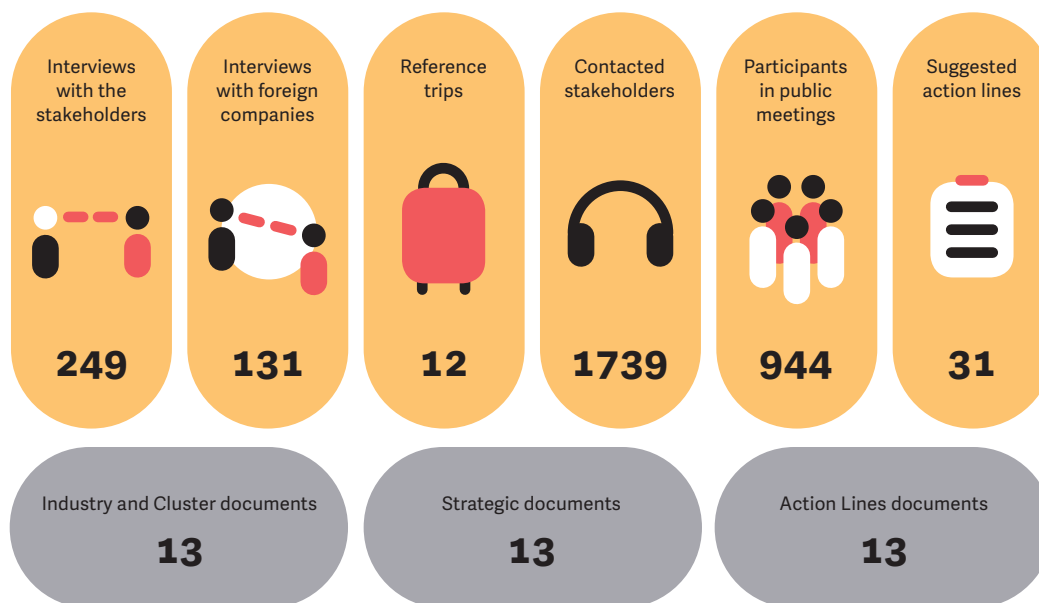 Interviews
with the
stakeholders
249
Interviews
with foreign
companies
131
Reference
trips
12
Contacted
stakeholders
1739
Participants
in public
meetings
944
Suggested
action lines
31
Industry and Cluster documents
13
Strategic documents
13
Action Lines documents
13